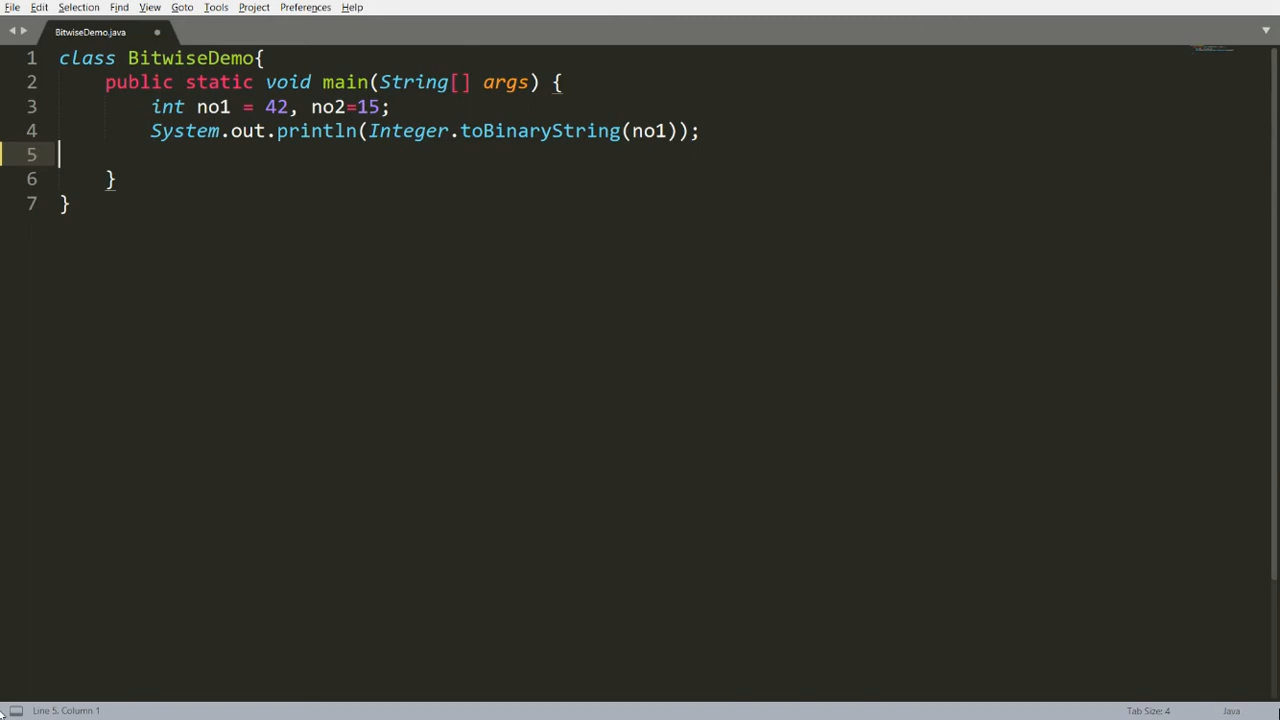 File Edit Selection Find View Goto Tools Project Preferences Help
BitwiseDemo.java
1 class BitwiseDemo{
2 public static void main(String[] args) {
3 int no1 = 42, no2=15;
4 System.out.println(Integer.toBinaryString(no1));
5
6 }
7 }
Line 5, Column 1 Tab Size: 4 Java